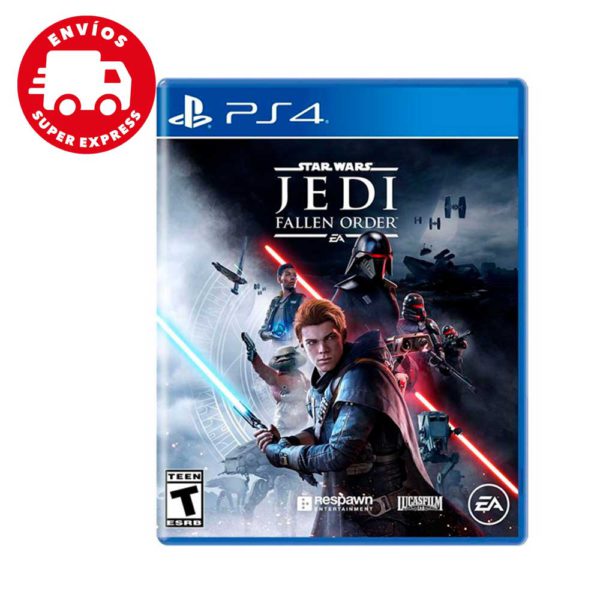 ENVÍOS
SUPER EXPRESS
PS4
STAR WARS
JEDI
FALLEN ORDER
EA
TEEN
T
ESRB
respawn
ENTERTAINMENT
LUCASFILM
EA